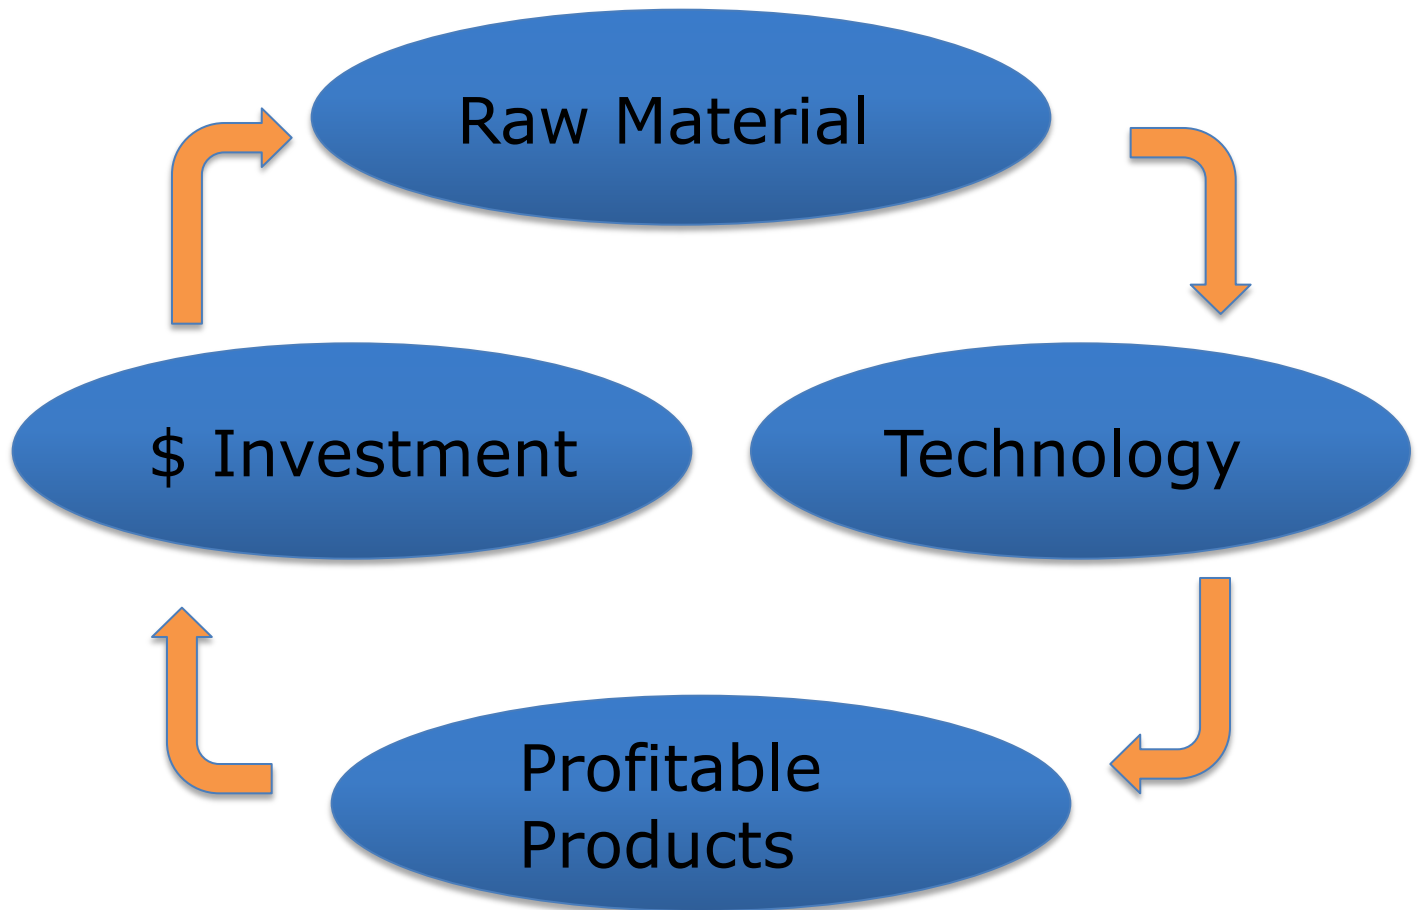 Raw Material
$ Investment
Technology
Profitable
Products